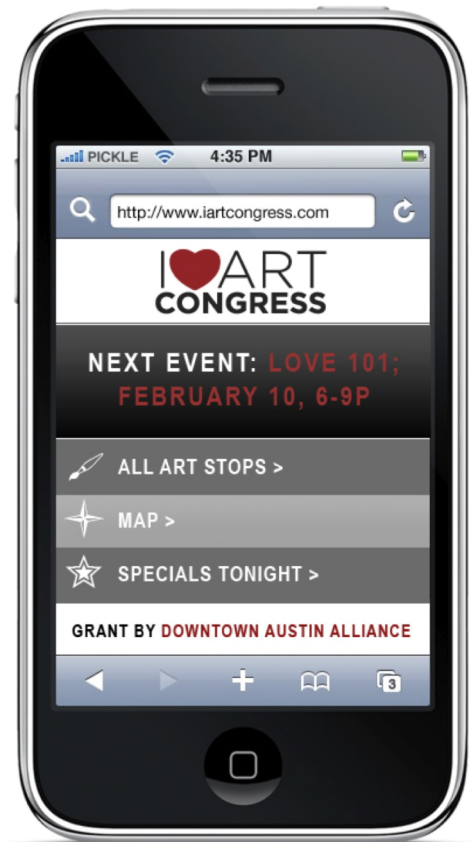 PICKLE 4:35 PM
http://www.iartcongress.com
I ART
CONGRESS
NEXT EVENT: LOVE 101;
FEBRUARY 10, 6-9P
ALL ART STOPS >
MAP >
SPECIALS TONIGHT >
GRANT BY DOWNTOWN AUSTIN ALLIANCE
3